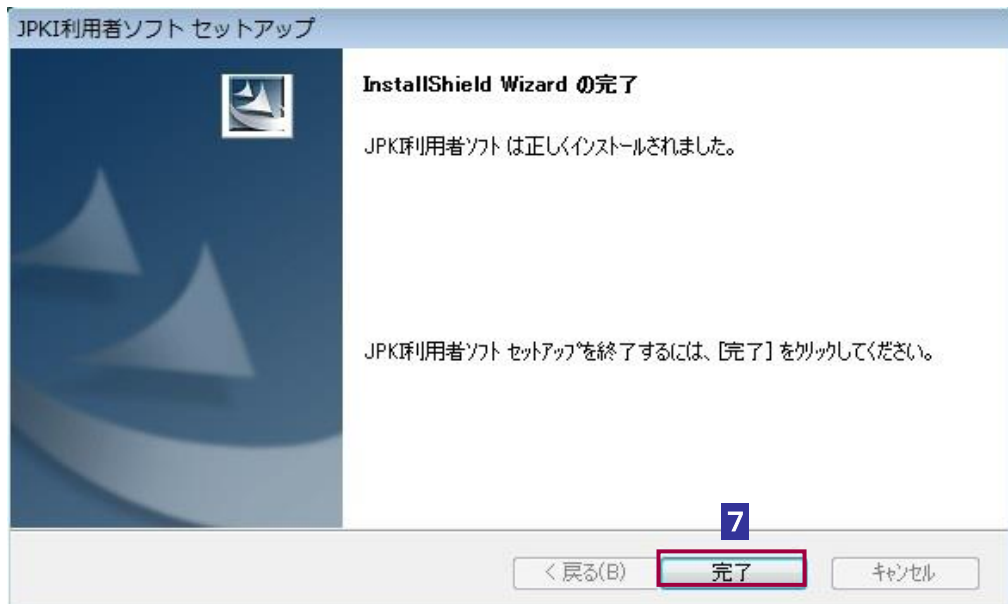 JPKI利用者ソフト セットアップ
InstallShield Wizard の完了
JPKI利用者ソフト は正しくインストールされました。
JPKI利用者ソフト セットアップを終了するには、[完了] をクリックしてください。
7
< 戻る(B) 完了 キャンセル